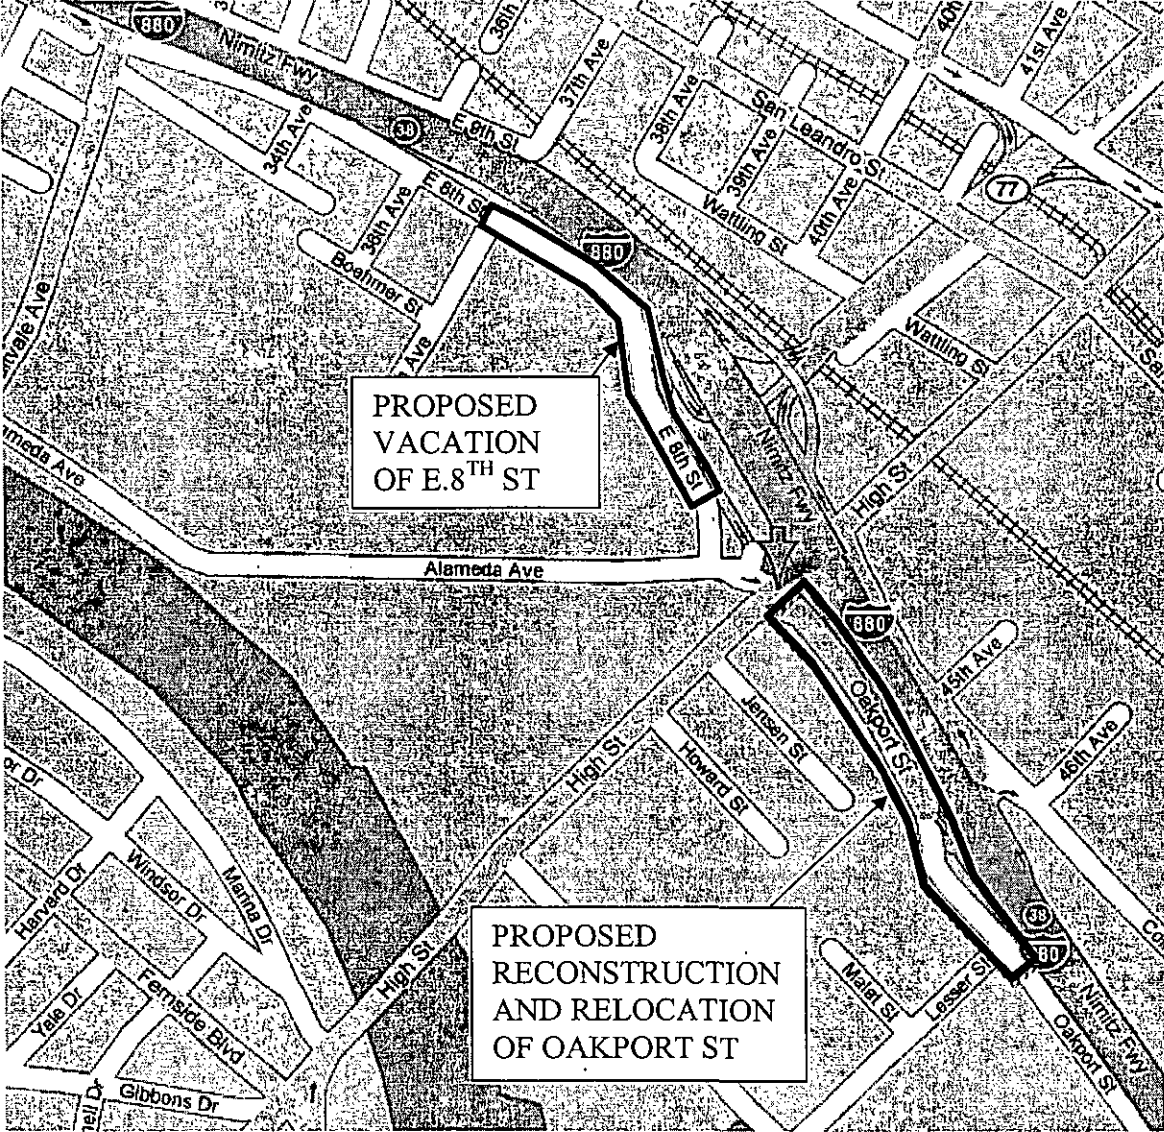 880
36th
40th
41st Ave
Nimitz Fwy
37th Ave
38th Ave
San Leandro St
E 8th St
38
34th Ave
39th Ave
77
E 8th St
38th Ave
Wattling St
40th Ave
880
Boehmer St
Wattling St
Ave
PROPOSED
VACATION
OF E.8TH ST
E 8th St
Nimitz Fwy
High St
Alameda Ave
Alameda Ave
880
45th Ave
Oakport St
Jensen St
Howard St
High St
46th Ave
Windsor Dr
Harvard Dr
Marina Dr
High St
PROPOSED
RECONSTRUCTION
AND RELOCATION
OF OAKPORT ST
38
880
Malat St
Lesser St
Nimitz Fwy
Oakport St
Yale Dr
Fernside Blvd
Gibbons Dr